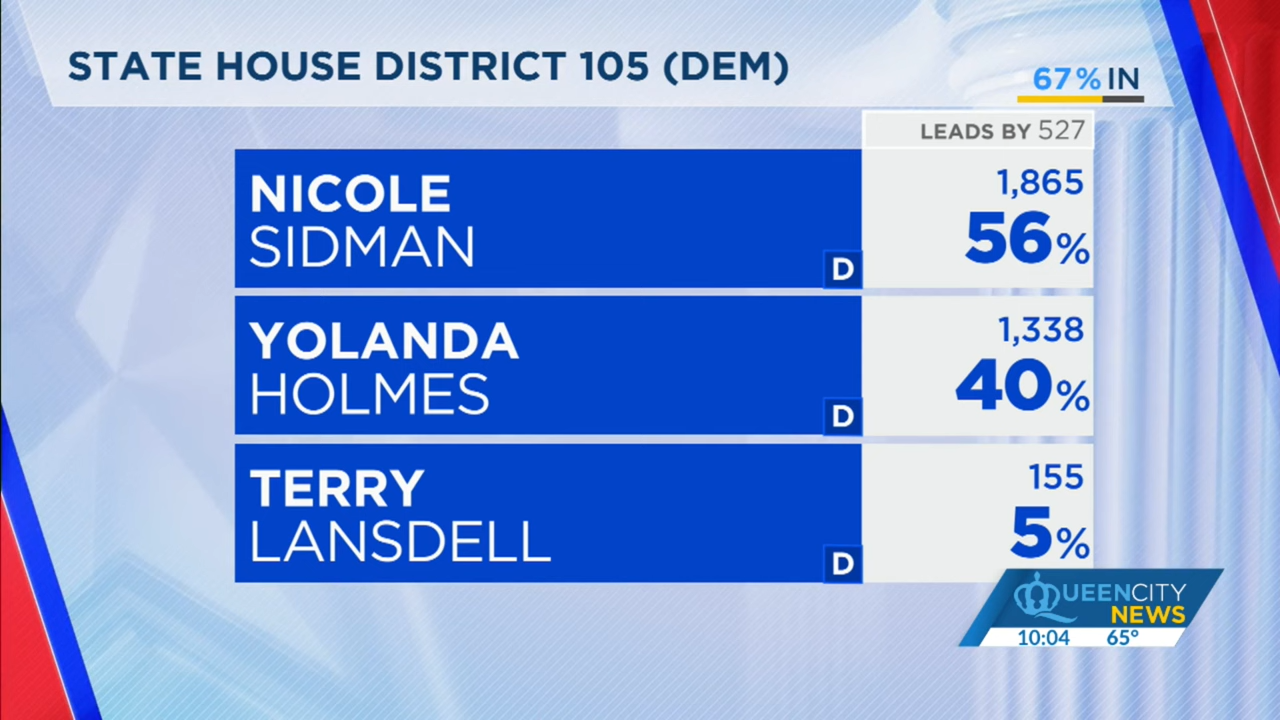 STATE HOUSE DISTRICT 105 (DEM)
67% IN
LEADS BY 527
NICOLE
SIDMAN
D
1,865
56%
YOLANDA
HOLMES
D
1,338
40%
TERRY
LANSDELL
D
155
5%
QUEENCITY
NEWS
10:04 65°